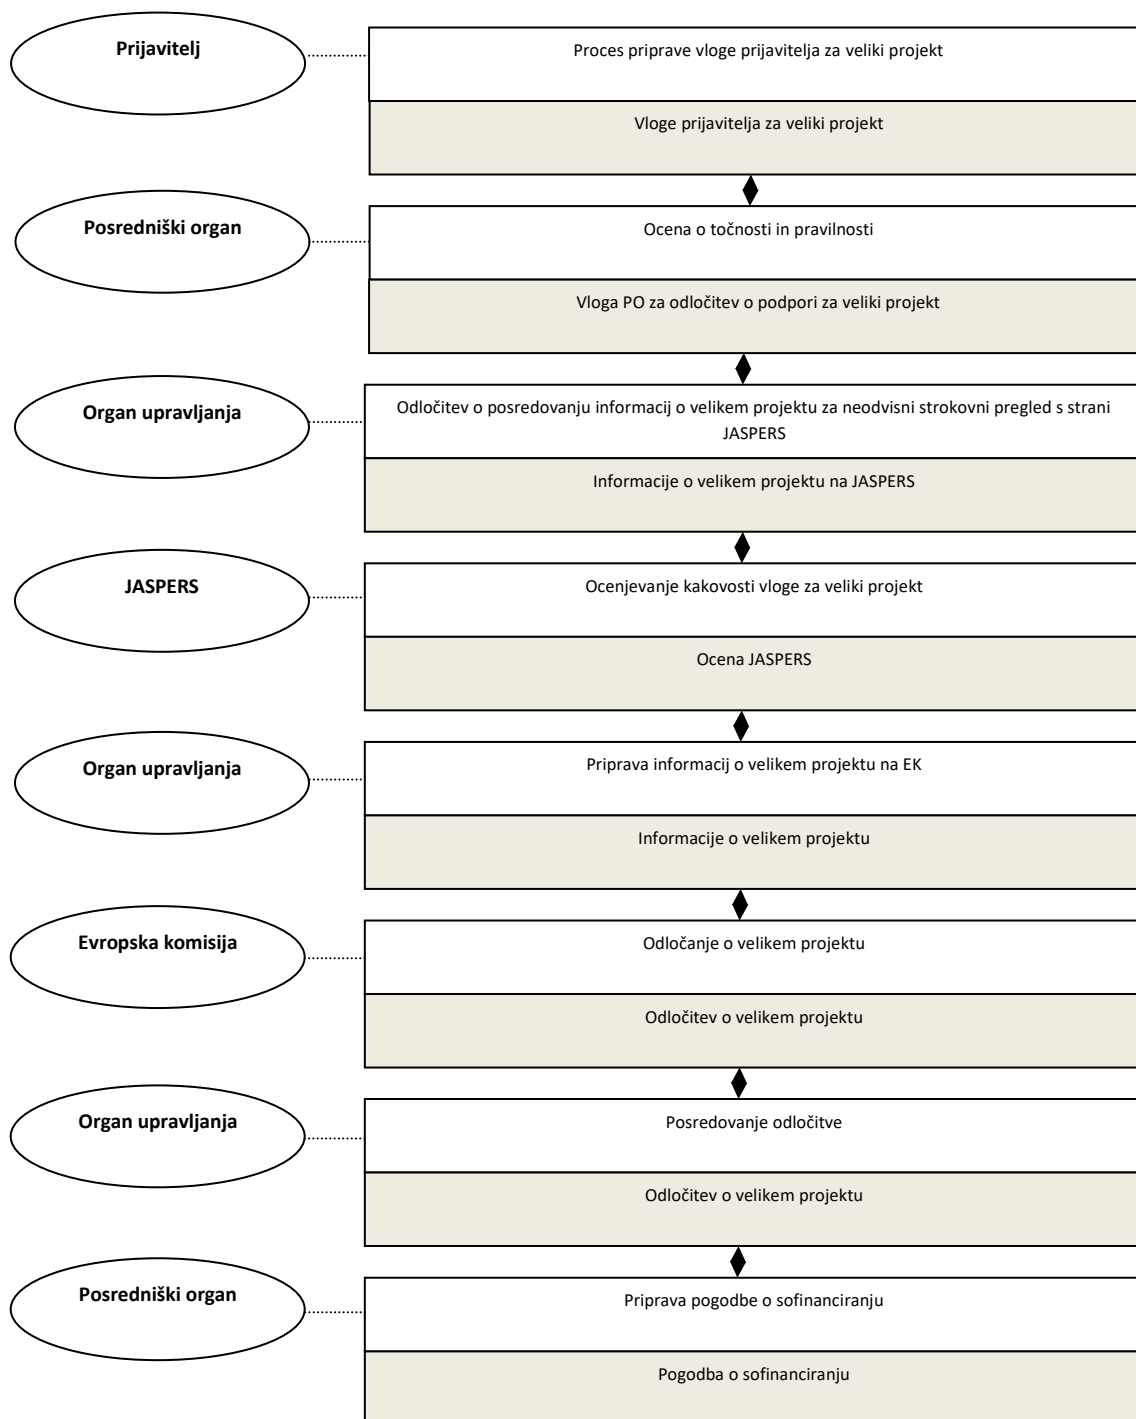 Prijavitelj
Proces priprave vloge prijavitelja za veliki projekt
Vloge prijavitelja za veliki projekt
Posredniški organ
Ocena o točnosti in pravilnosti
Vloga PO za odločitev o podpori za veliki projekt
Organ upravljanja
Odločitev o posredovanju informacij o velikem projektu za neodvisni strokovni pregled s strani
JASPERS
Informacije o velikem projektu na JASPERS
JASPERS
Ocenjevanje kakovosti vloge za veliki projekt
Ocena JASPERS
Organ upravljanja
Priprava informacij o velikem projektu na EK
Informacije o velikem projektu
Evropska komisija
Odločanje o velikem projektu
Odločitev o velikem projektu
Organ upravljanja
Posredovanje odločitve
Odločitev o velikem projektu
Posredniški organ
Priprava pogodbe o sofinanciranju
Pogodba o sofinanciranju